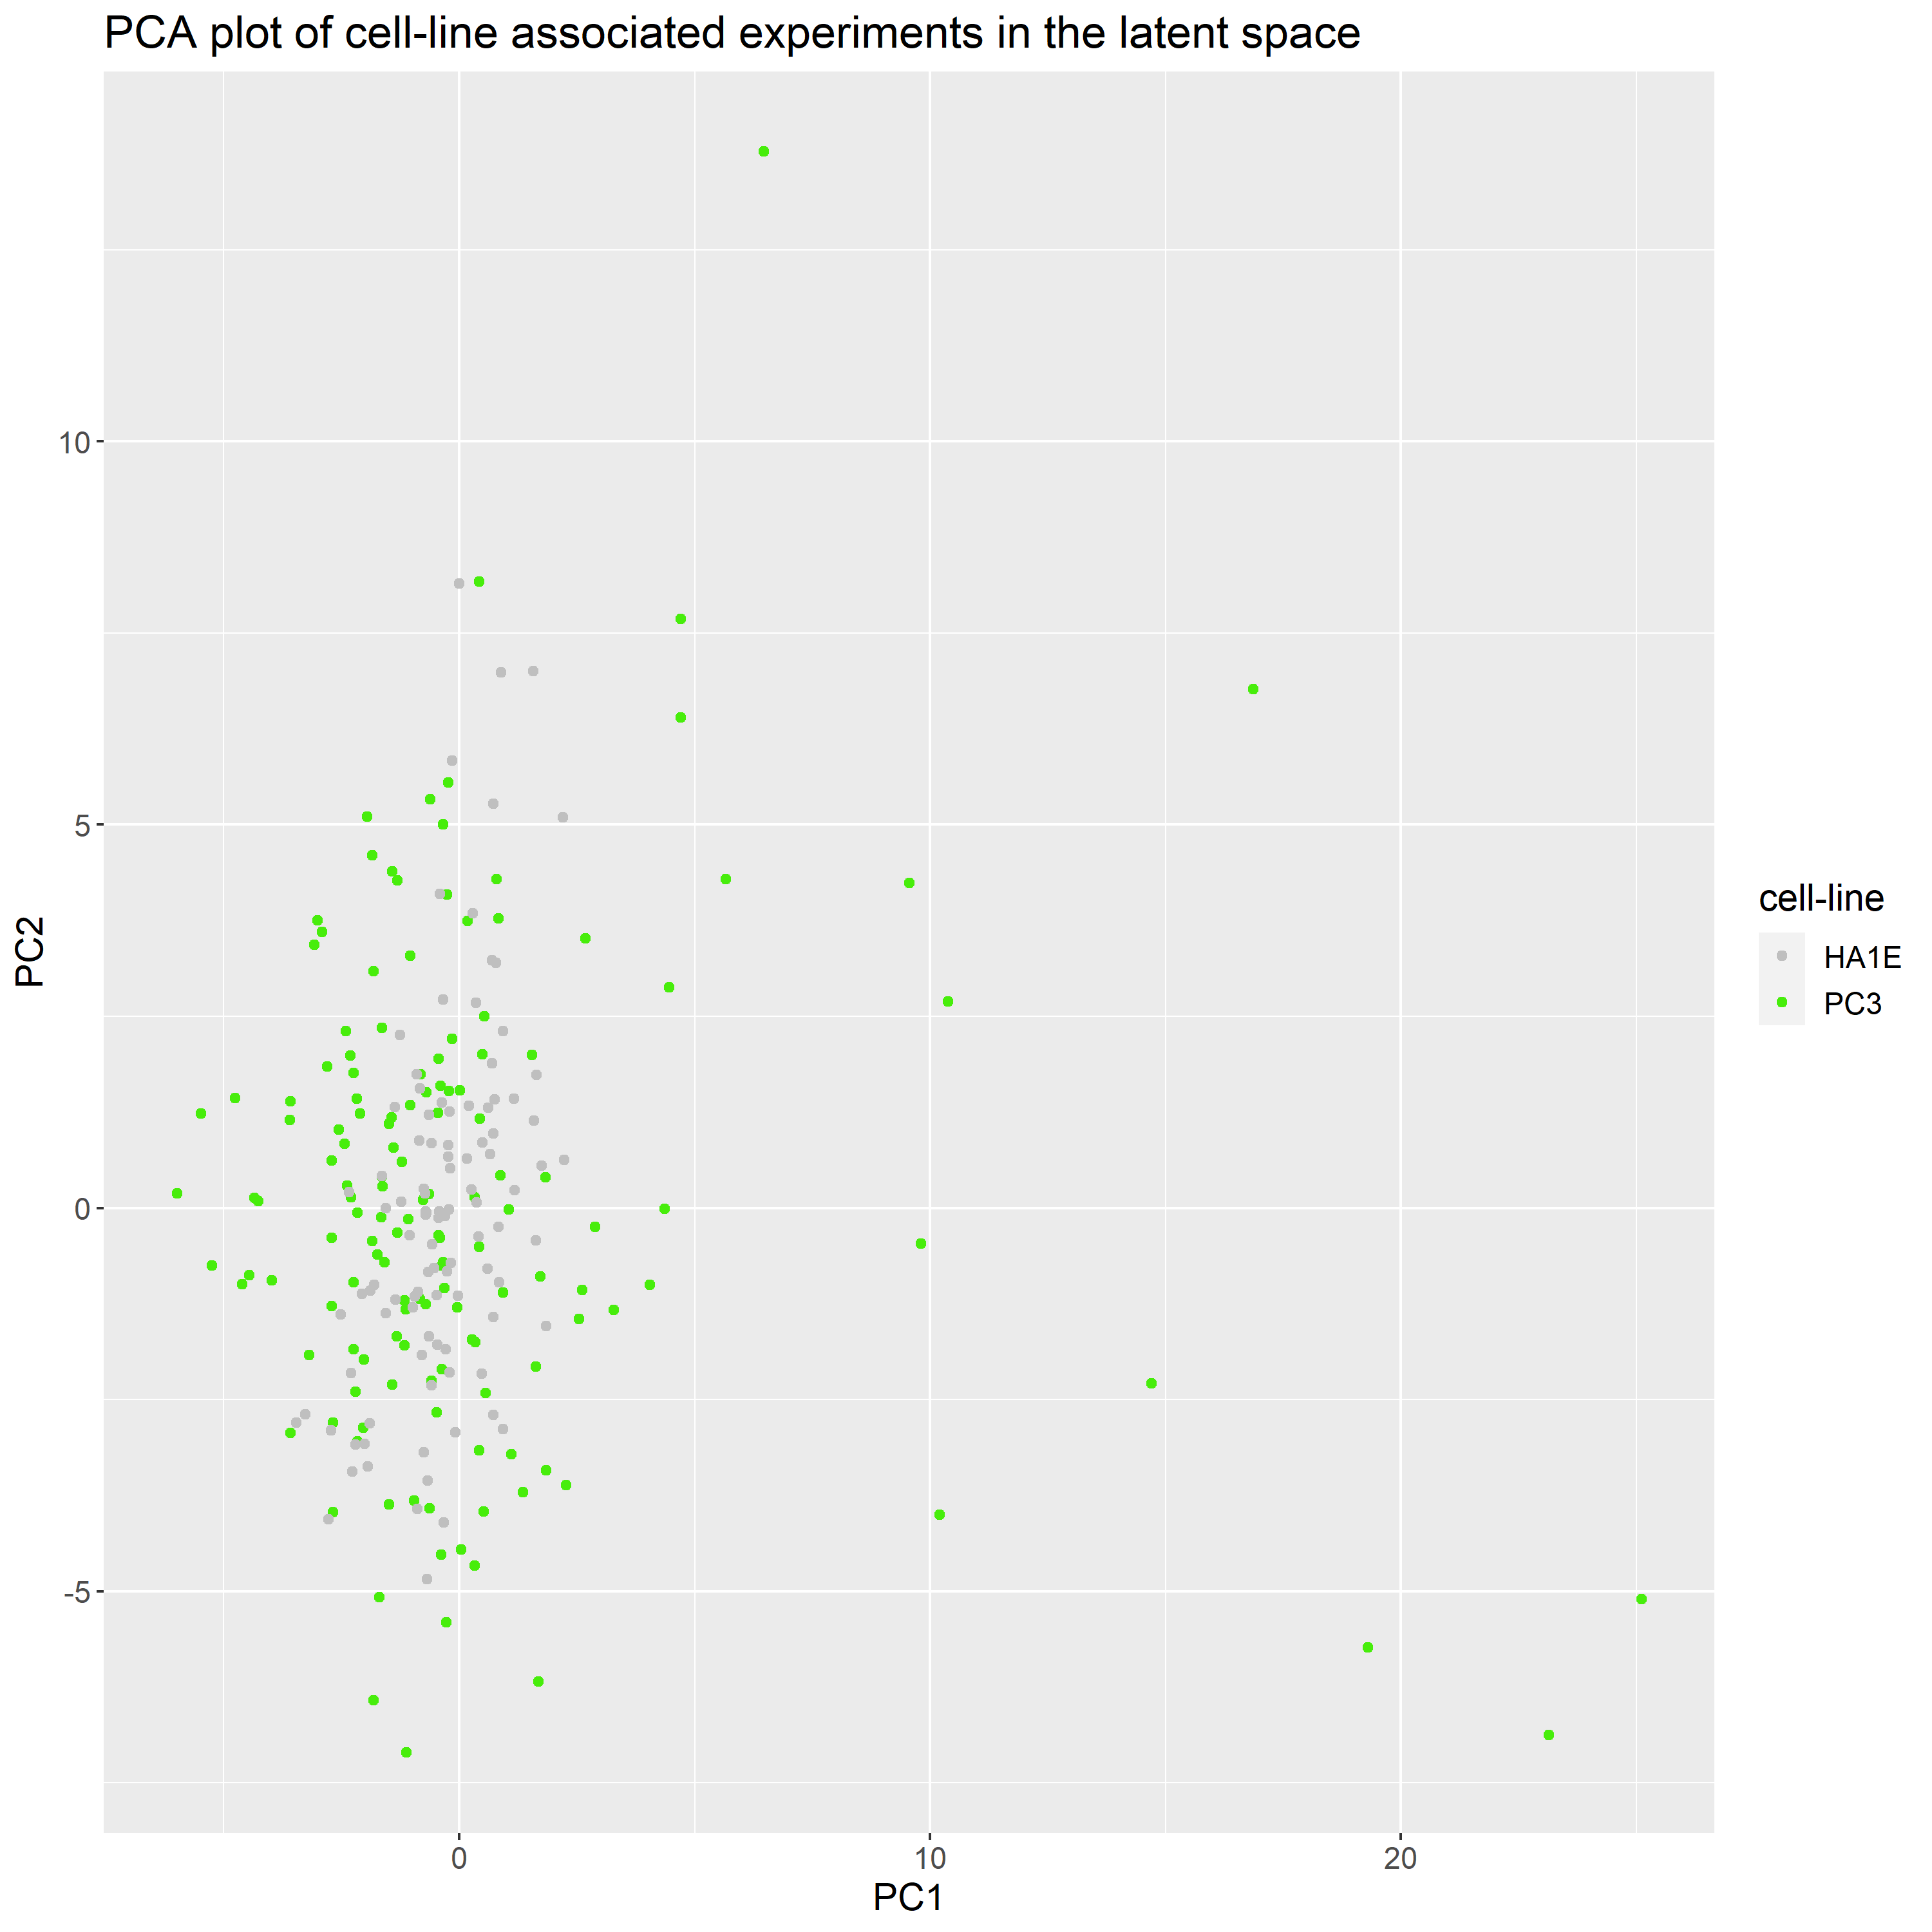 PCA plot of cell-line associated experiments in the latent space
10
5
0
-5
PC2
0
10
20
PC1
cell-line
HA1E
PC3